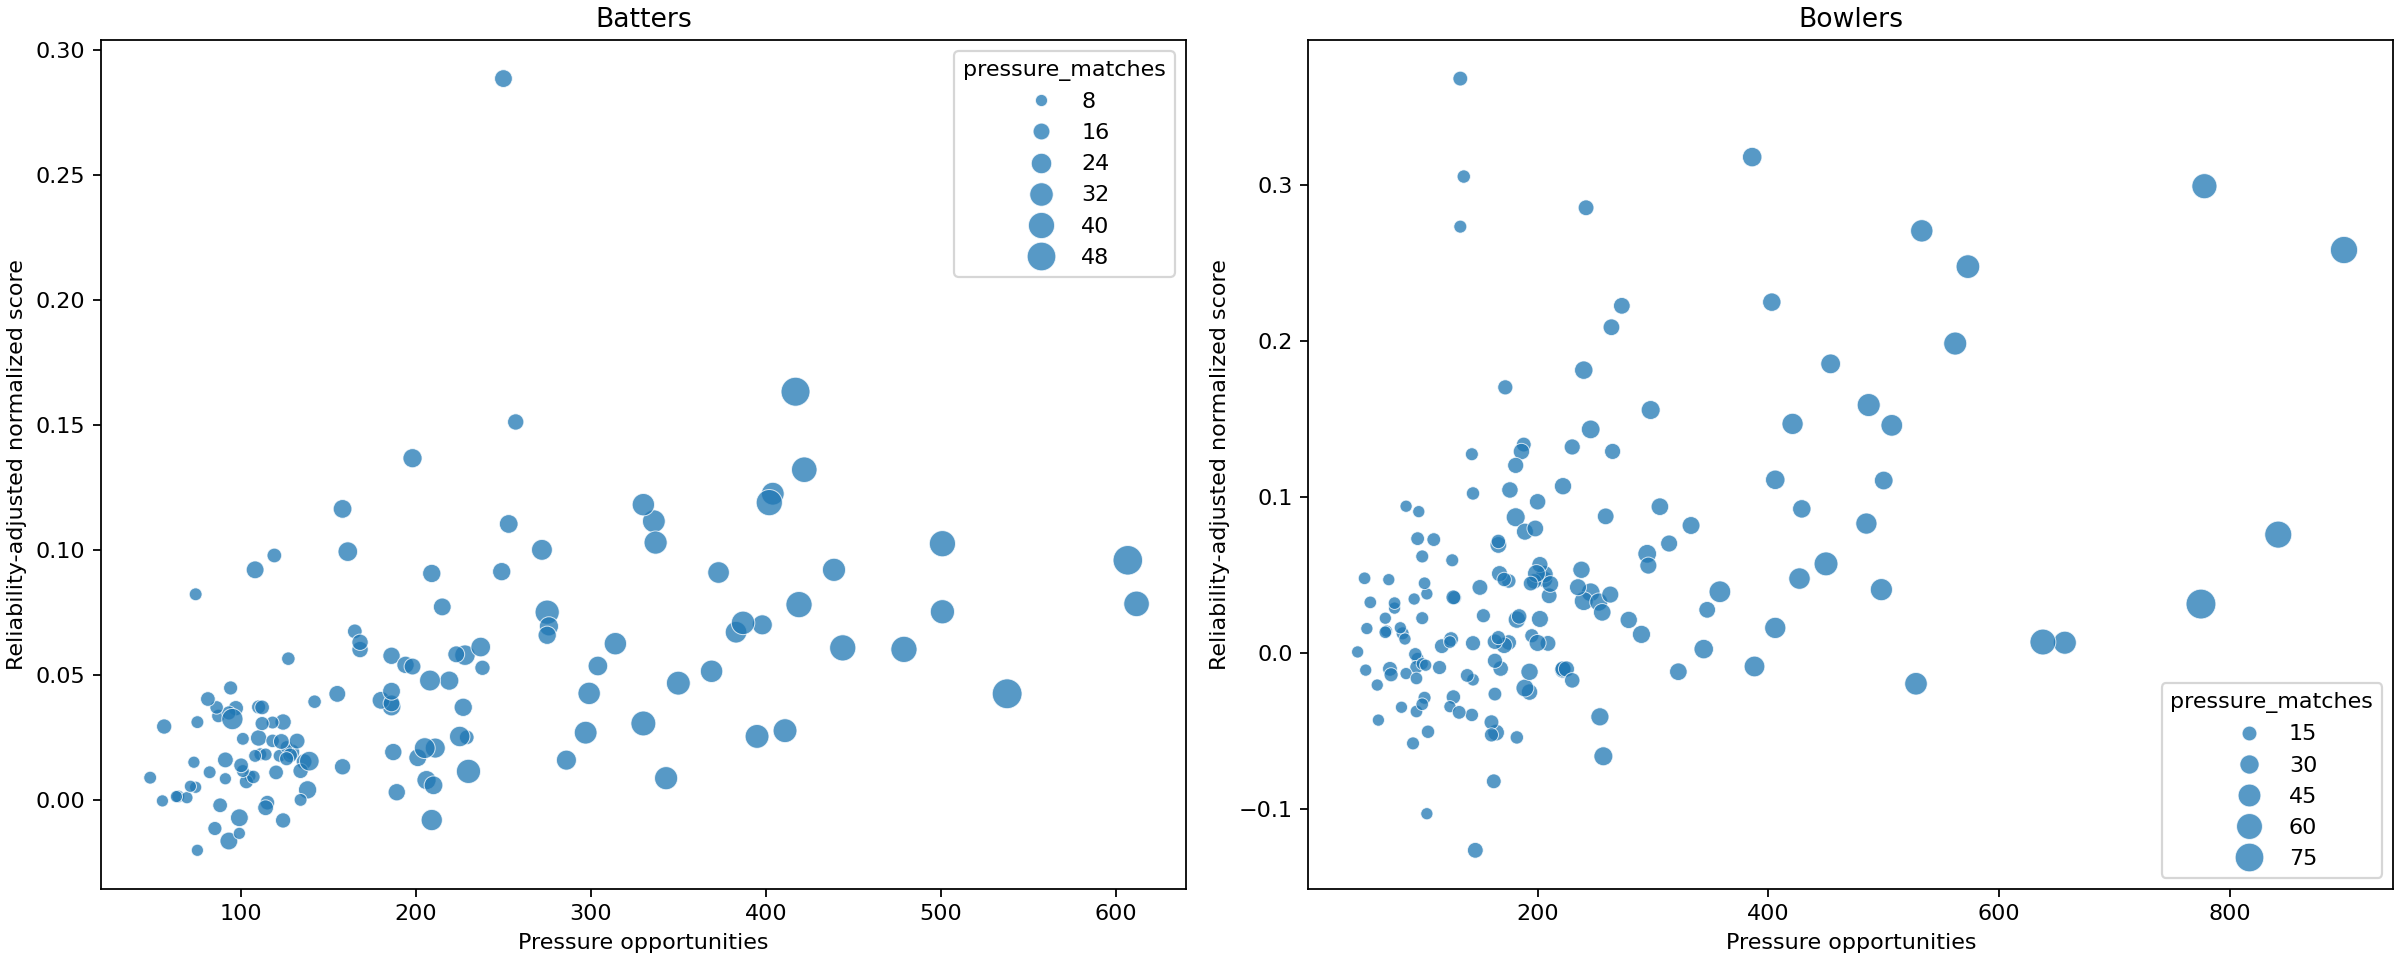 Batters
0.30
0.25
0.20
0.15
0.10
0.05
0.00
Reliability-adjusted normalized score
100 200 300 400 500 600
Pressure opportunities
pressure_matches
8
16
24
32
40
48
Bowlers
0.3
0.2
0.1
0.0
−0.1
Reliability-adjusted normalized score
200 400 600 800
Pressure opportunities
pressure_matches
15
30
45
60
75